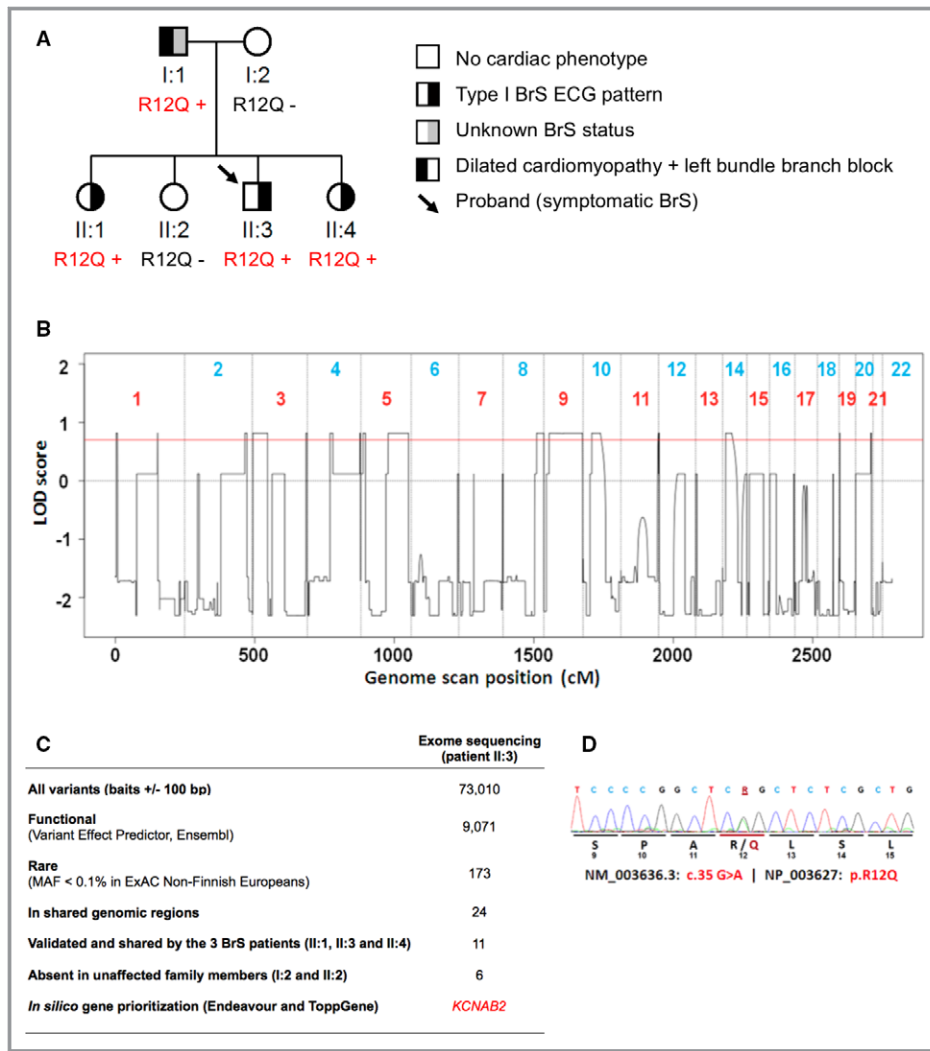 A
I:1
I:2
R12Q +
R12Q -
II:1
II:2
II:3
II:4
R12Q +
R12Q -
R12Q +
R12Q +
No cardiac phenotype
Type I BrS ECG pattern
Unknown BrS status
Dilated cardiomyopathy + left bundle branch block
Proband (symptomatic BrS)
B
2 4 6 8 10 12 14 16 18 20 22
1 3 5 7 9 11 13 15 17 19 21
LOD score
2
1
0
-1
-2
0 500 1000 1500 2000 2500
Genome scan position (cM)
C
Exome sequencing
(patient II:3)
All variants (baits +/- 100 bp) 73,010
Functional
(Variant Effect Predictor, Ensembl) 9,071
Rare
(MAF < 0.1% in ExAC Non-Finnish Europeans) 173
In shared genomic regions 24
Validated and shared by the 3 BrS patients (II:1, II:3 and II:4) 11
Absent in unaffected family members (I:2 and II:2) 6
In silico gene prioritization (Endeavour and ToppGene) KCNAB2
D
T C C C C G G C T C R G C T C T C G C T G
S P A R/Q L S L
9 10 11 12 13 14 15
NM_003636.3: c.35 G>A | NP_003627: p.R12Q